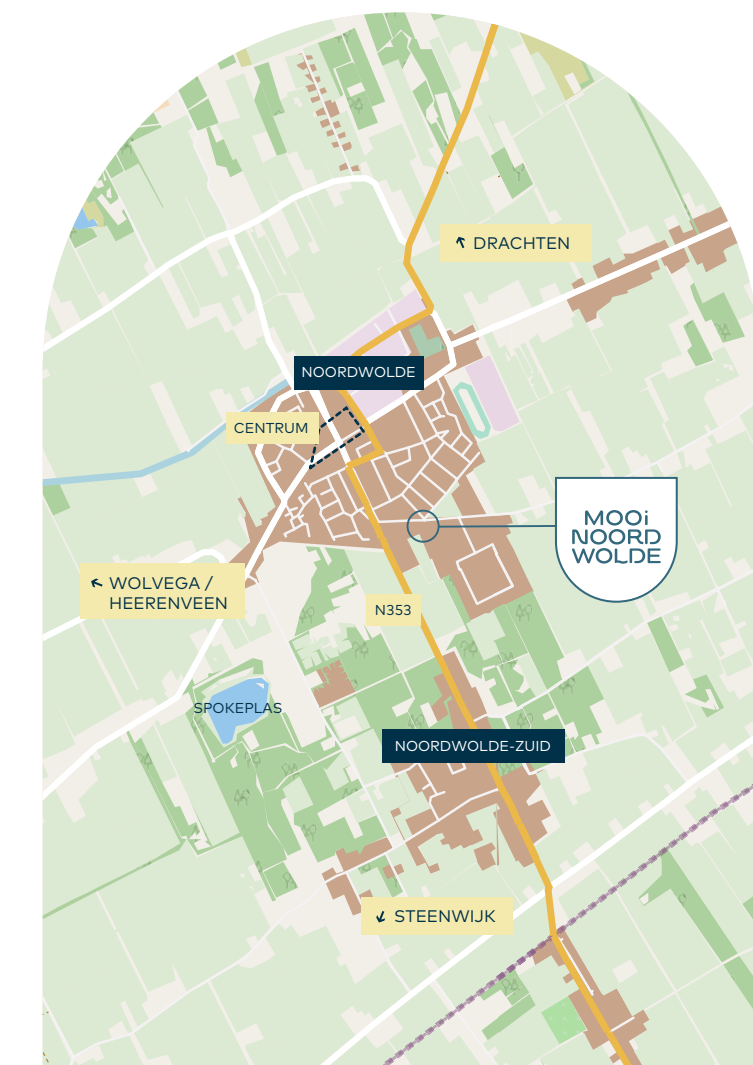 DRACHTEN
NOORDWOLDE
CENTRUM
MOOi
NOORD
WOLDE
WOLVEGA /
HEERENVEEN
N353
SPOKEPLAS
NOORDWOLDE-ZUID
STEENWIJK